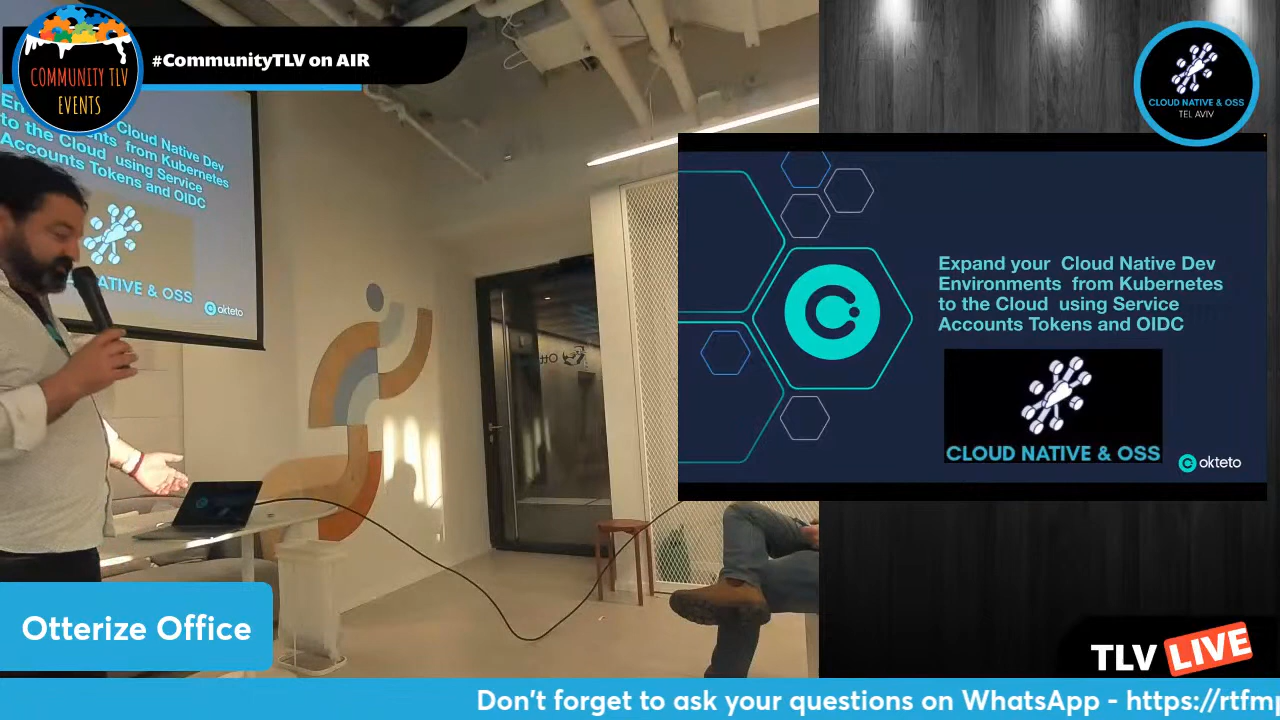 #CommunityTLV on AIR
COMMUNITY TLV
EVENTS
Cloud Native Dev
from Kubernetes
to the Cloud using Service
Accounts Tokens and OIDC
NATIVE & OSS
okteto
CLOUD NATIVE & OSS
TEL AVIV
Expand your Cloud Native Dev
Environments from Kubernetes
to the Cloud using Service
Accounts Tokens and OIDC
CLOUD NATIVE & OSS
okteto
Otterize Office
TLV LIVE
Don't forget to ask your questions on WhatsApp - https://rtfmp